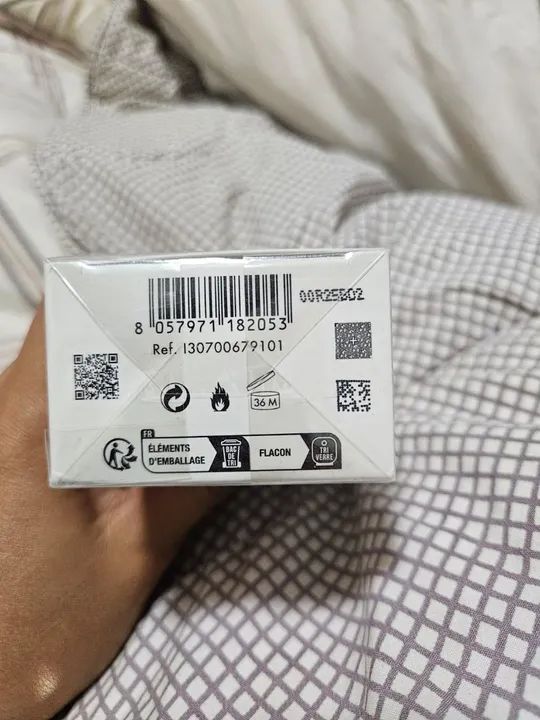 00R25B02
8 057971 182053
Ref. I30700679101
36 M
FR
ÉLÉMENTS
D'EMBALLAGE
BAC
DE
TRI
FLACON
TRI
VERRE